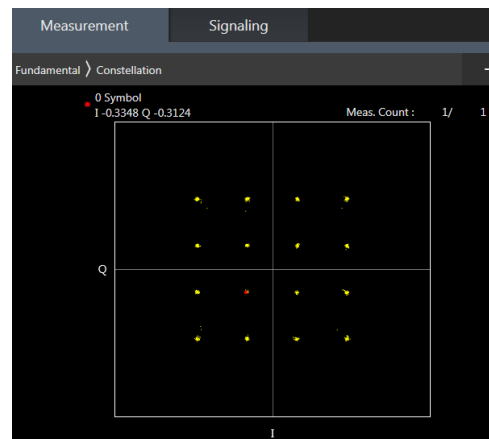 Measurement Signaling
Fundamental 〉 Constellation
0 Symbol
I -0.3348 Q -0.3124 Meas. Count : 1/ 1
Q
I